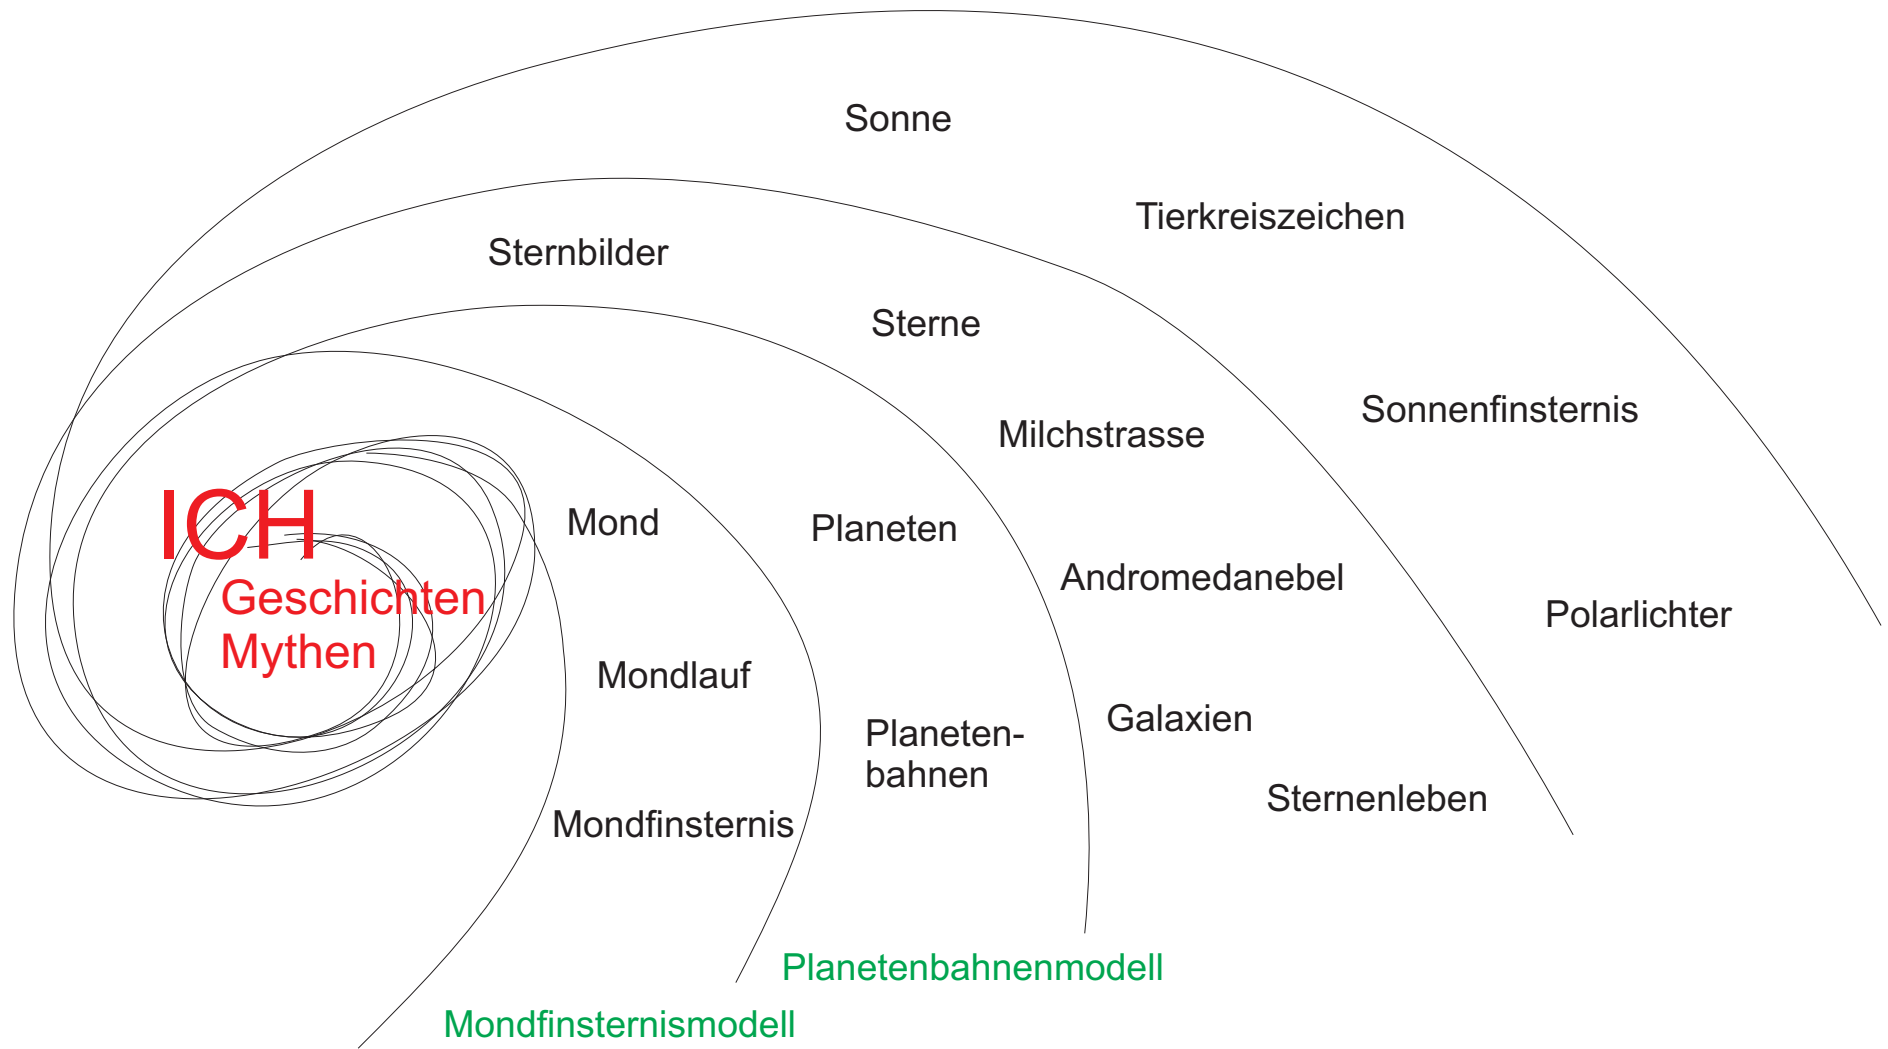 Sonne
Tierkreiszeichen
Sternbilder
Sterne
Sonnenfinsternis
Milchstrasse
ICH
Geschichten
Mythen
Mond
Planeten
Andromedanebel
Polarlichter
Mondlauf
Planeten-
bahnen
Galaxien
Sternenleben
Mondfinsternis
Planetenbahnenmodell
Mondfinsternismodell